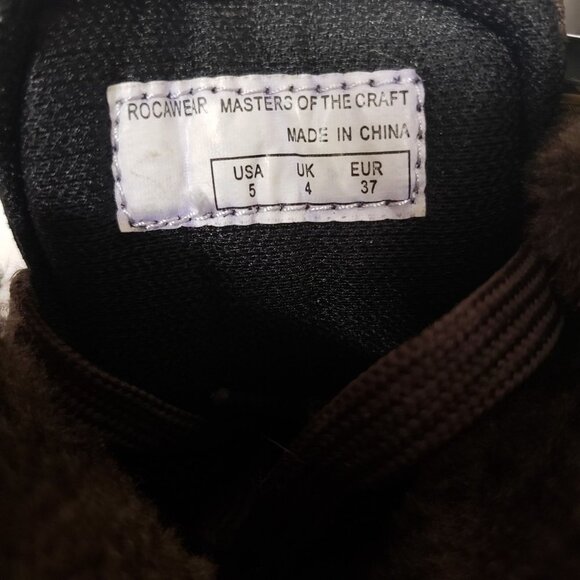 ROCAWEAR MASTERS OF THE CRAFT
MADE IN CHINA
USA UK EUR
5 4 37